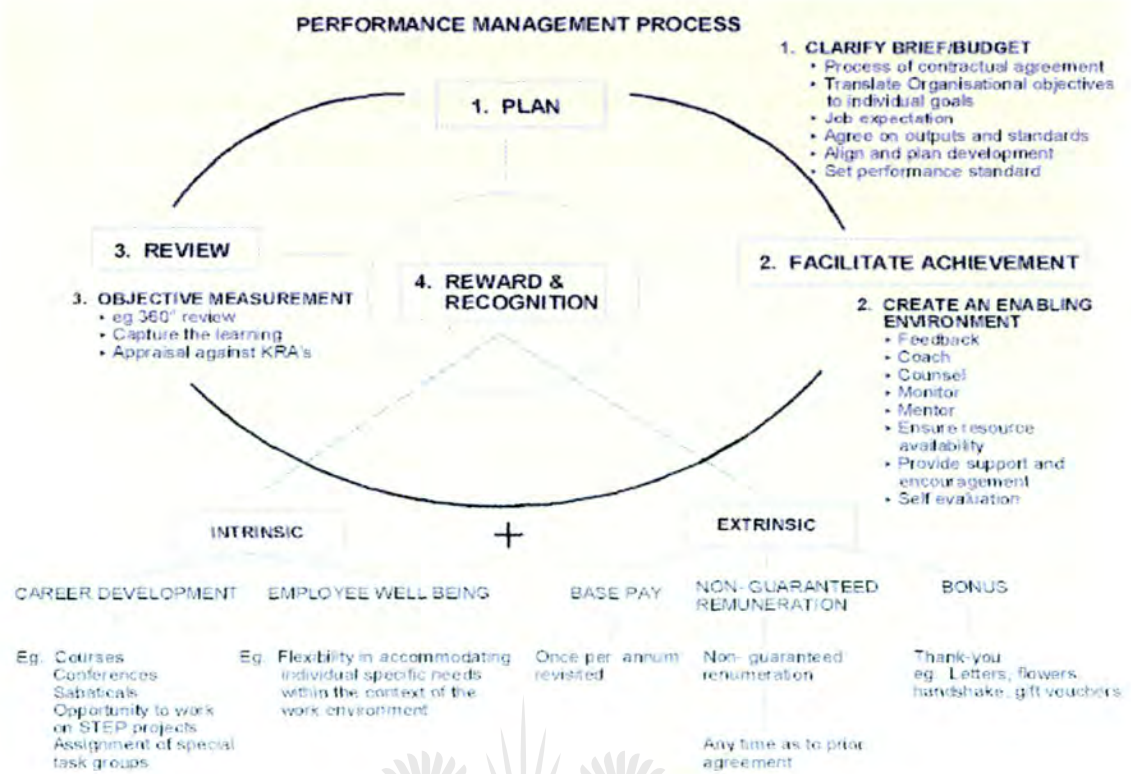 PERFORMANCE MANAGEMENT PROCESS
1. PLAN
1. CLARIFY BRIEF/BUDGET
• Process of contractual agreement
• Translate Organisational objectives
to individual goals
• Job expectation
• Agree on outputs and standards
• Align and plan development
• Set performance standard
3. REVIEW
3. OBJECTIVE MEASUREMENT
• eg 360° review
• Capture the learning
• Appraisal against KRA's
4. REWARD &
RECOGNITION
2. FACILITATE ACHIEVEMENT
2. CREATE AN ENABLING
ENVIRONMENT
• Feedback
• Coach
• Counsel
• Monitor
• Mentor
• Ensure resource
availability
• Provide support and
encouragement
• Self evaluation
INTRINSIC
+
EXTRINSIC
CAREER DEVELOPMENT
Eg. Courses
Conferences
Sabaticals
Opportunity to work
on STEP projects
Assignment of special
task groups
EMPLOYEE WELL BEING
Eg. Flexibility in accommodating
individual specific needs
within the context of the
work environment
BASE PAY
Once per annum
revisited
NON- GUARANTEED
REMUNERATION
Non- guaranteed
renumeration
Any time as to prior
agreement
BONUS
Thank-you
eg. Letters, flowers,
handshake, gift vouchers